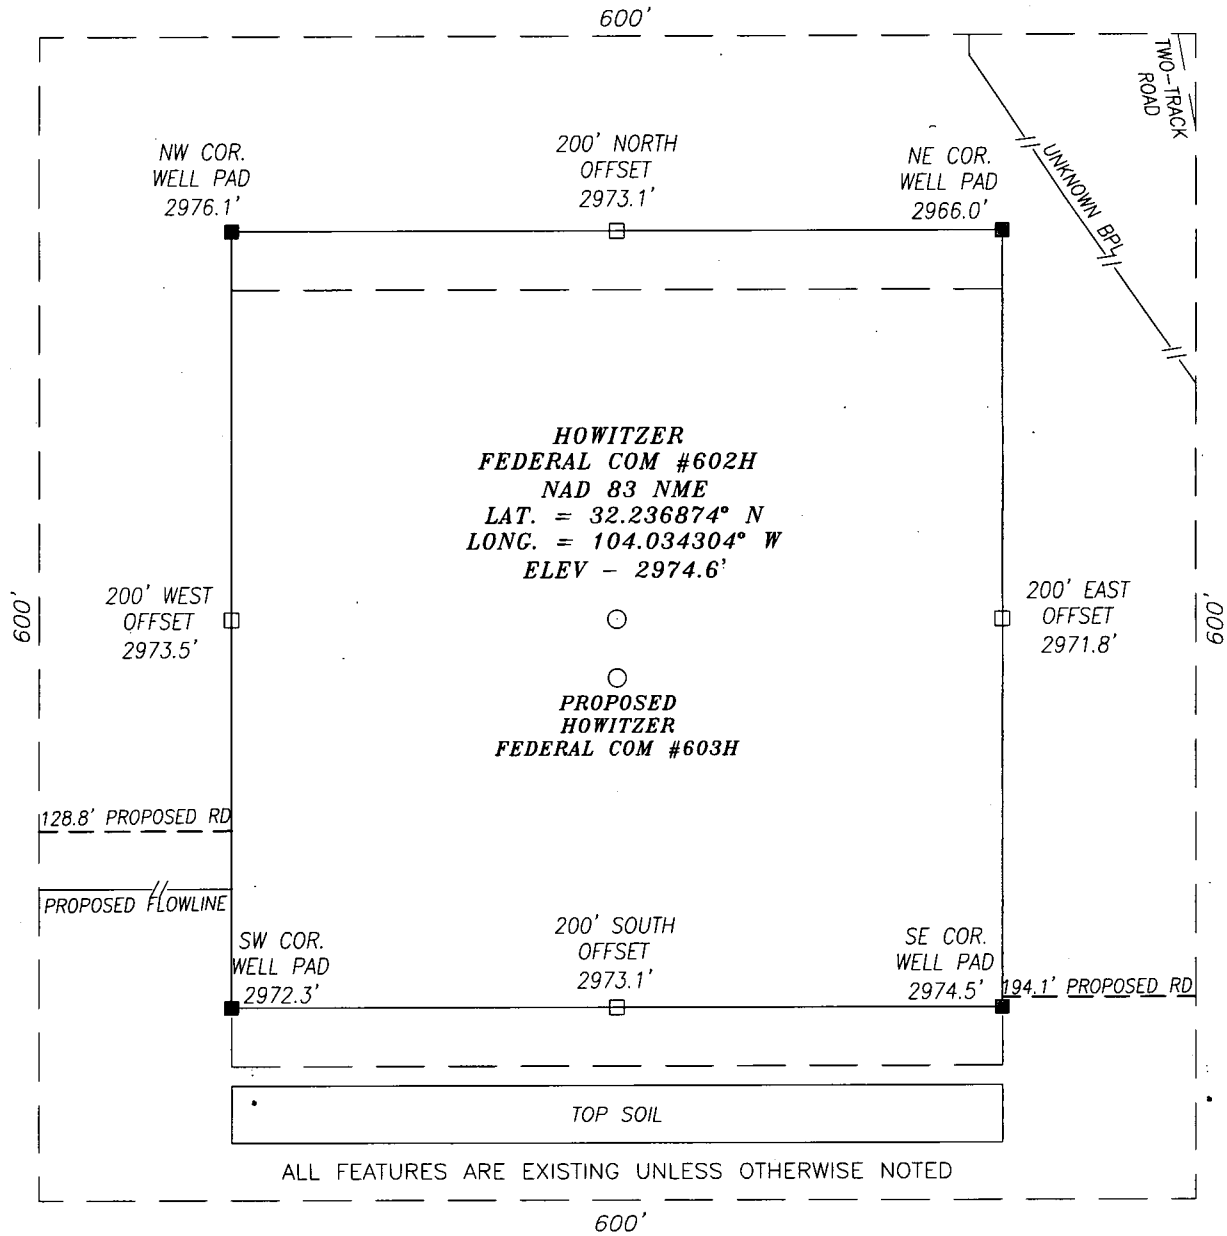 600'
TWO-TRACK
ROAD
NW COR.
WELL PAD
2976.1'
200' NORTH
OFFSET
2973.1'
NE COR.
WELL PAD
2966.0'
UNKNOWN BPL
HOWITZER
FEDERAL COM #602H
NAD 83 NME
LAT. = 32.236874° N
LONG. = 104.034304° W
ELEV - 2974.6'
600'
200' WEST
OFFSET
2973.5'
200' EAST
OFFSET
2971.8'
600'
PROPOSED
HOWITZER
FEDERAL COM #603H
128.8' PROPOSED RD
PROPOSED FLOWLINE
SW COR.
WELL PAD
2972.3'
200' SOUTH
OFFSET
2973.1'
SE COR.
WELL PAD
2974.5'
194.1' PROPOSED RD
TOP SOIL
ALL FEATURES ARE EXISTING UNLESS OTHERWISE NOTED
600'